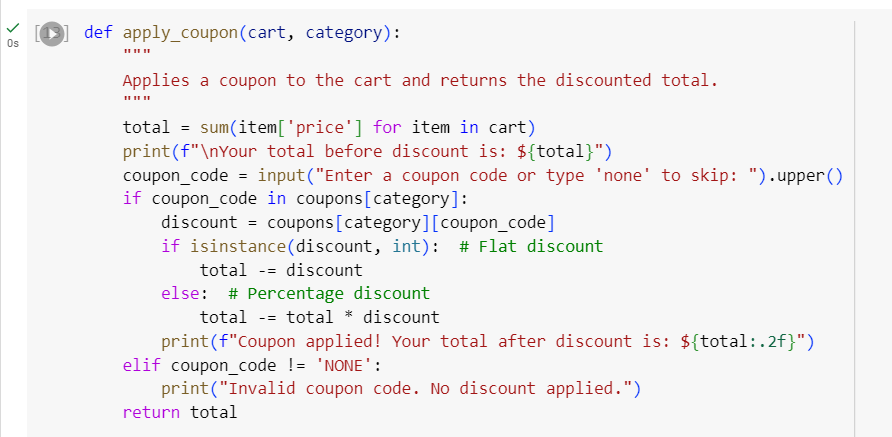 [13] def apply_coupon(cart, category):
0s
    """
    Applies a coupon to the cart and returns the discounted total.
    """
    total = sum(item['price'] for item in cart)
    print(f"\nYour total before discount is: ${total}")
    coupon_code = input("Enter a coupon code or type 'none' to skip: ").upper()
    if coupon_code in coupons[category]:
        discount = coupons[category][coupon_code]
        if isinstance(discount, int):  # Flat discount
            total -= discount
        else:  # Percentage discount
            total -= total * discount
        print(f"Coupon applied! Your total after discount is: ${total:.2f}")
    elif coupon_code != 'NONE':
        print("Invalid coupon code. No discount applied.")
    return total